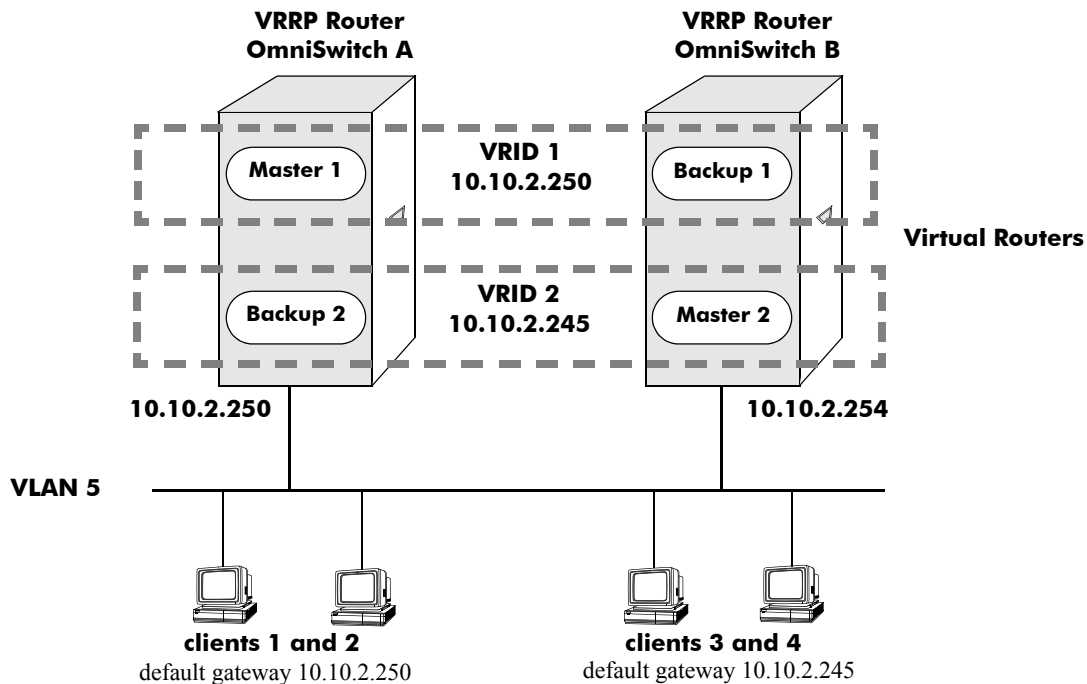 VRRP Router
OmniSwitch A
VRRP Router
OmniSwitch B
Master 1
VRID 1
10.10.2.250
Backup 1
Virtual Routers
Backup 2
VRID 2
10.10.2.245
Master 2
10.10.2.250
10.10.2.254
VLAN 5
clients 1 and 2
default gateway 10.10.2.250
clients 3 and 4
default gateway 10.10.2.245